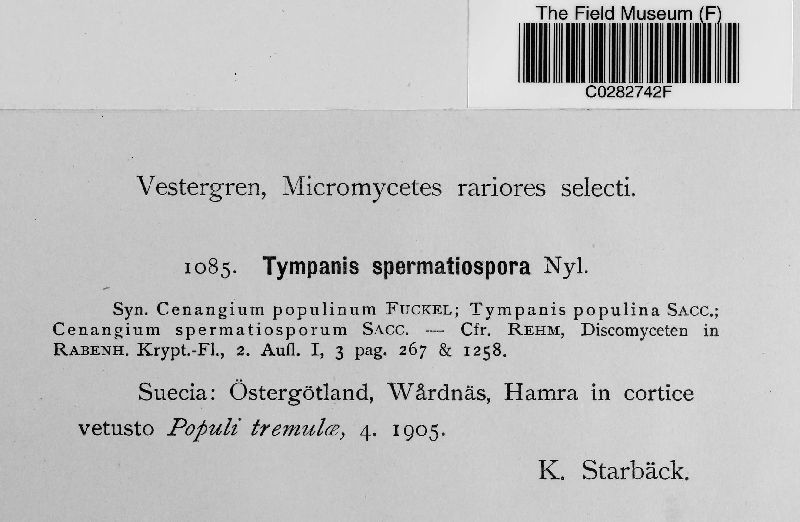 The Field Museum (F)
C0282742F
Vestergren, Micromycetes rariores selecti.
1085. Tympanis spermatiospora Nyl.
Syn. Cenangium populinum FUCKEL; Tympanis populina SACC.;
Cenangium spermatiosporum SACC. — Cfr. REHM, Discomyceten in
RABENH. Krypt.-Fl., 2. Aufl. I, 3 pag. 267 & 1258.
Suecia: Östergötland, Wårdnäs, Hamra in cortice
vetusto Populi tremulæ, 4. 1905.
K. Starbäck.